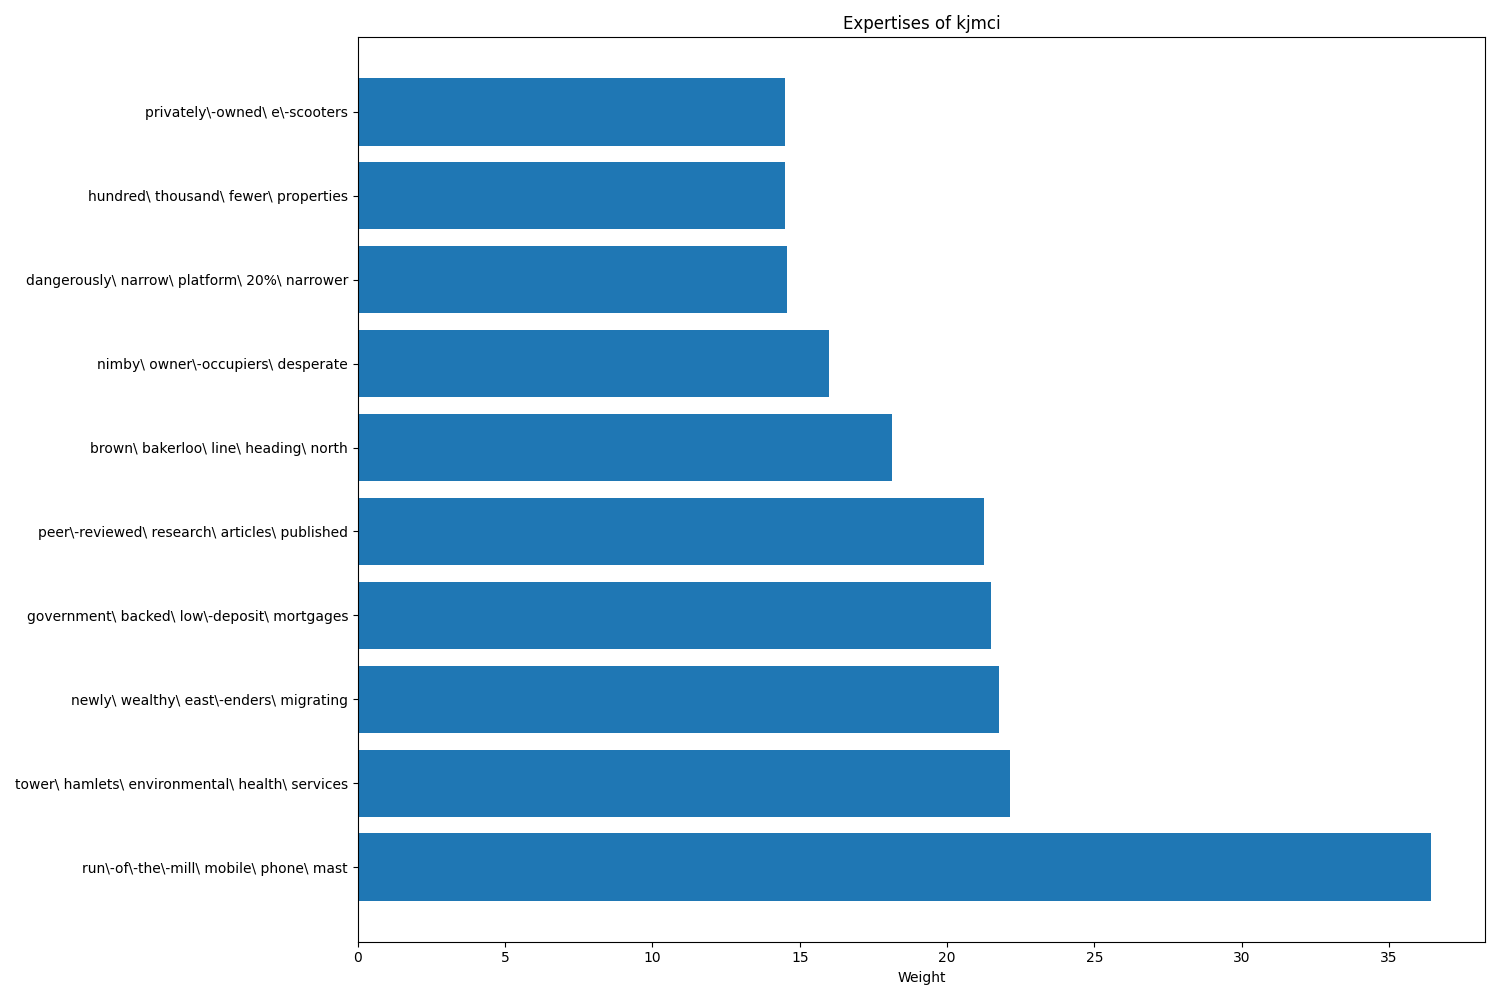 Expertises of kjmci
privately\-owned\ e\-scooters
hundred\ thousand\ fewer\ properties
dangerously\ narrow\ platform\ 20%\ narrower
nimby\ owner\-occupiers\ desperate
brown\ bakerloo\ line\ heading\ north
peer\-reviewed\ research\ articles\ published
government\ backed\ low\-deposit\ mortgages
newly\ wealthy\ east\-enders\ migrating
tower\ hamlets\ environmental\ health\ services
run\-of\-the\-mill\ mobile\ phone\ mast
0 5 10 15 20 25 30 35
Weight